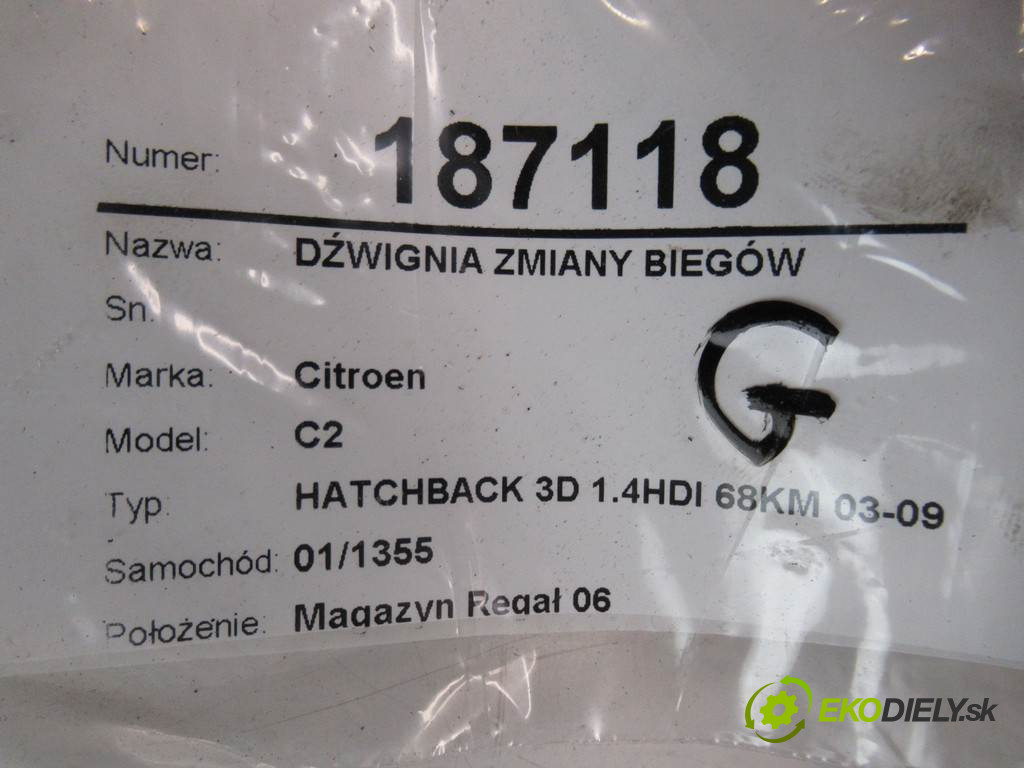 Numer: 187118
Nazwa: DŹWIGNIA ZMIANY BIEGÓW
Sn:
Marka: Citroen
G
Model: C2
Typ: HATCHBACK 3D 1.4HDI 68KM 03-09
Samochód: 01/1355
Położenie: Magazyn Regał 06
EKODIELY.sk